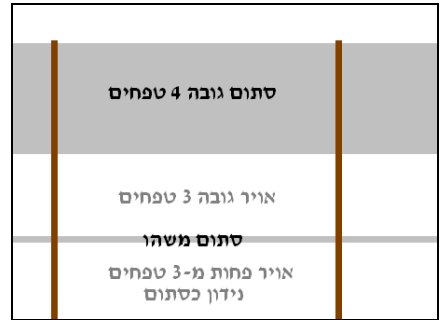 סתום גובה 4 טפחים
אויר גובה 3 טפחים
סתום משהו
אויר פחות מ-3 טפחים
נידון כסתום